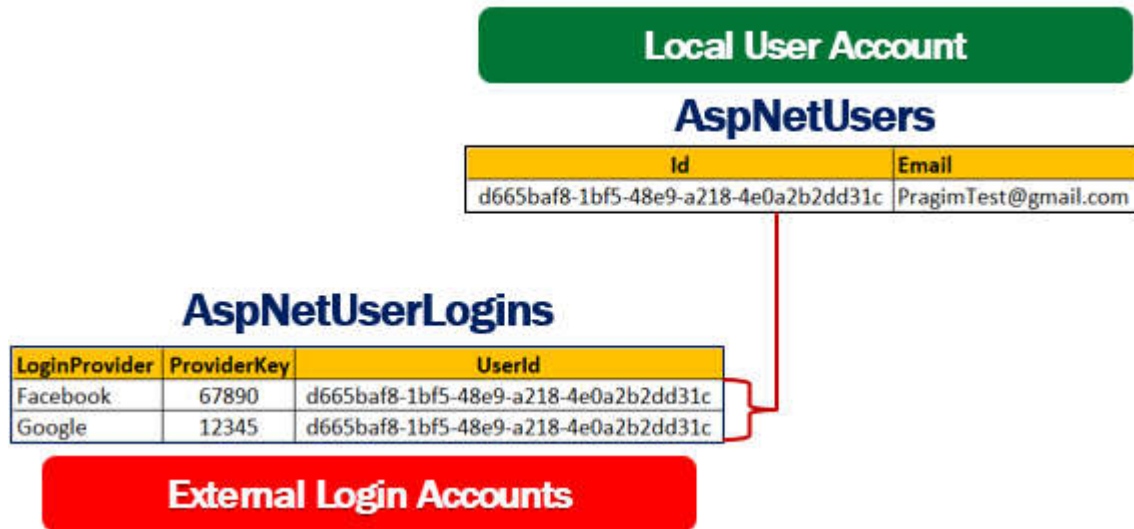 Local User Account
AspNetUsers
Id Email
d665baf8-1bf5-48e9-a218-4e0a2b2dd31c PragimTest@gmail.com
AspNetUserLogins
LoginProvider ProviderKey UserId
Facebook 67890 d665baf8-1bf5-48e9-a218-4e0a2b2dd31c
Google 12345 d665baf8-1bf5-48e9-a218-4e0a2b2dd31c
External Login Accounts